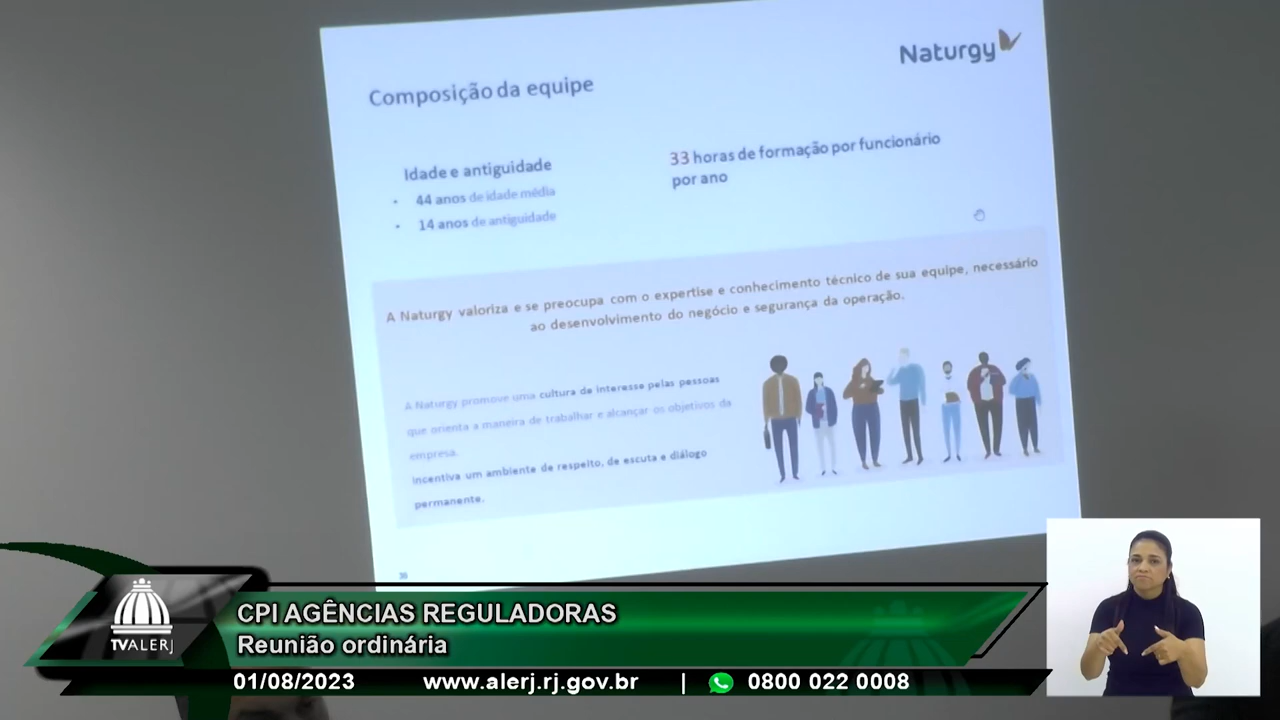 Naturgy
Composição da equipe
Idade e antiguidade
• 44 anos de idade média
• 14 anos de antiguidade
33 horas de formação por funcionário
por ano
A Naturgy valoriza e se preocupa com o expertise e conhecimento técnico de sua equipe, necessário
ao desenvolvimento do negócio e segurança da operação.
A Naturgy promove uma cultura de interesse pelas pessoas
que orienta a maneira de trabalhar e alcançar os objetivos da
empresa.
incentiva um ambiente de respeito, de escuta e diálogo
permanente.
TVALERJ
CPI AGÊNCIAS REGULADORAS
Reunião ordinária
01/08/2023 www.alerj.rj.gov.br | 0800 022 0008